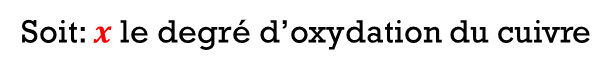 Soit: x le degré d’oxydation du cuivre